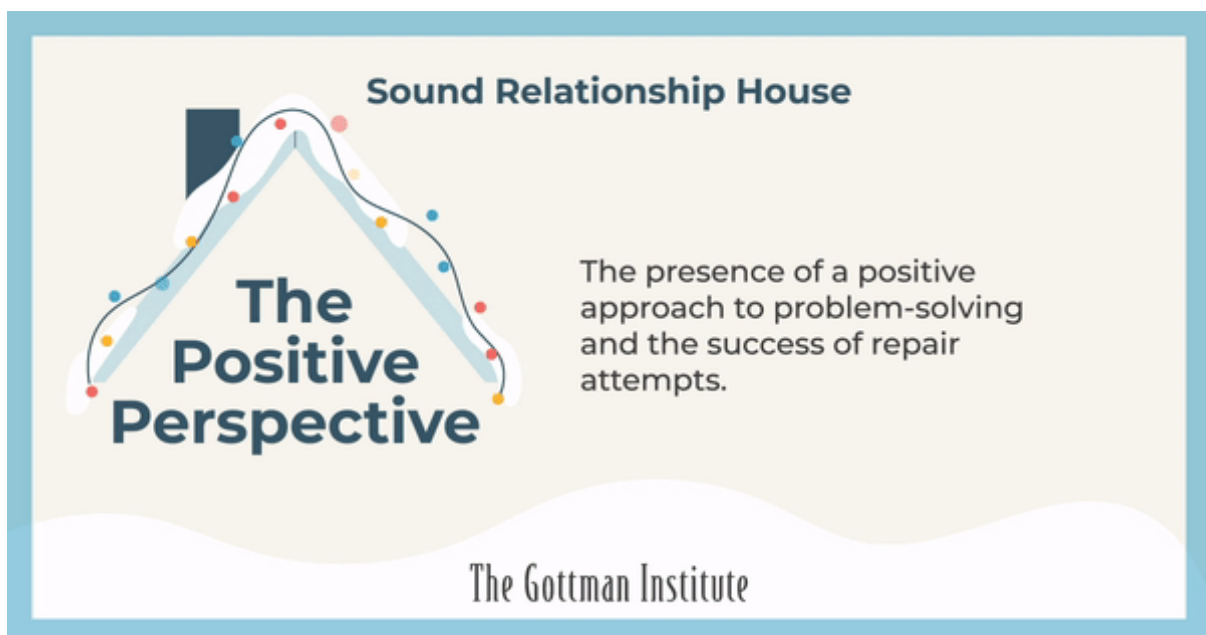 Sound Relationship House
The
Positive
Perspective
The presence of a positive
approach to problem-solving
and the success of repair
attempts.
The Gottman Institute